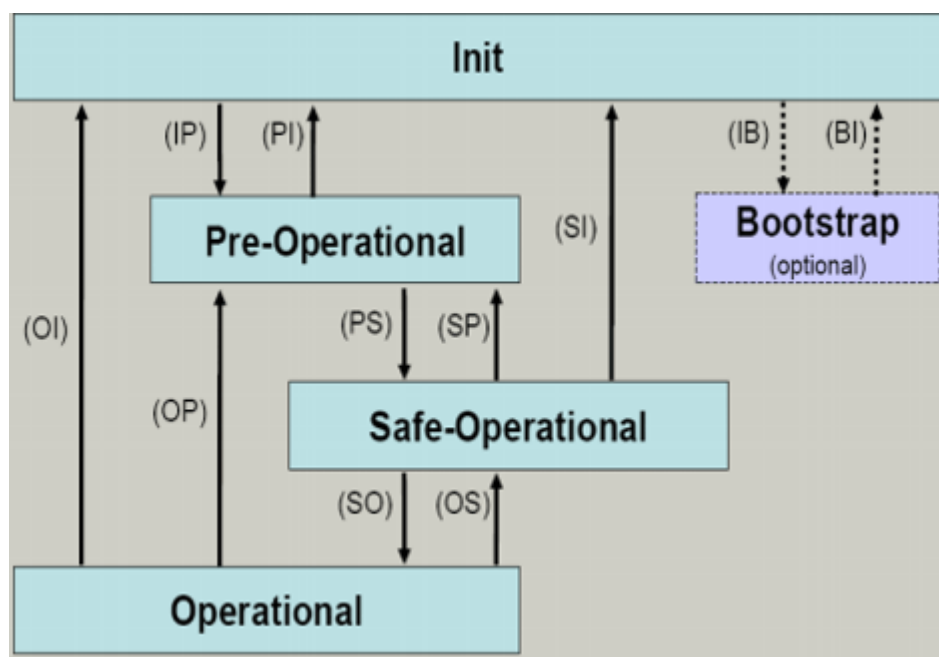 Init
(IP)
(PI)
(IB)
(BI)
Pre-Operational
(SI)
Bootstrap
(optional)
(OI)
(PS)
(SP)
(OP)
Safe-Operational
(SO)
(OS)
Operational